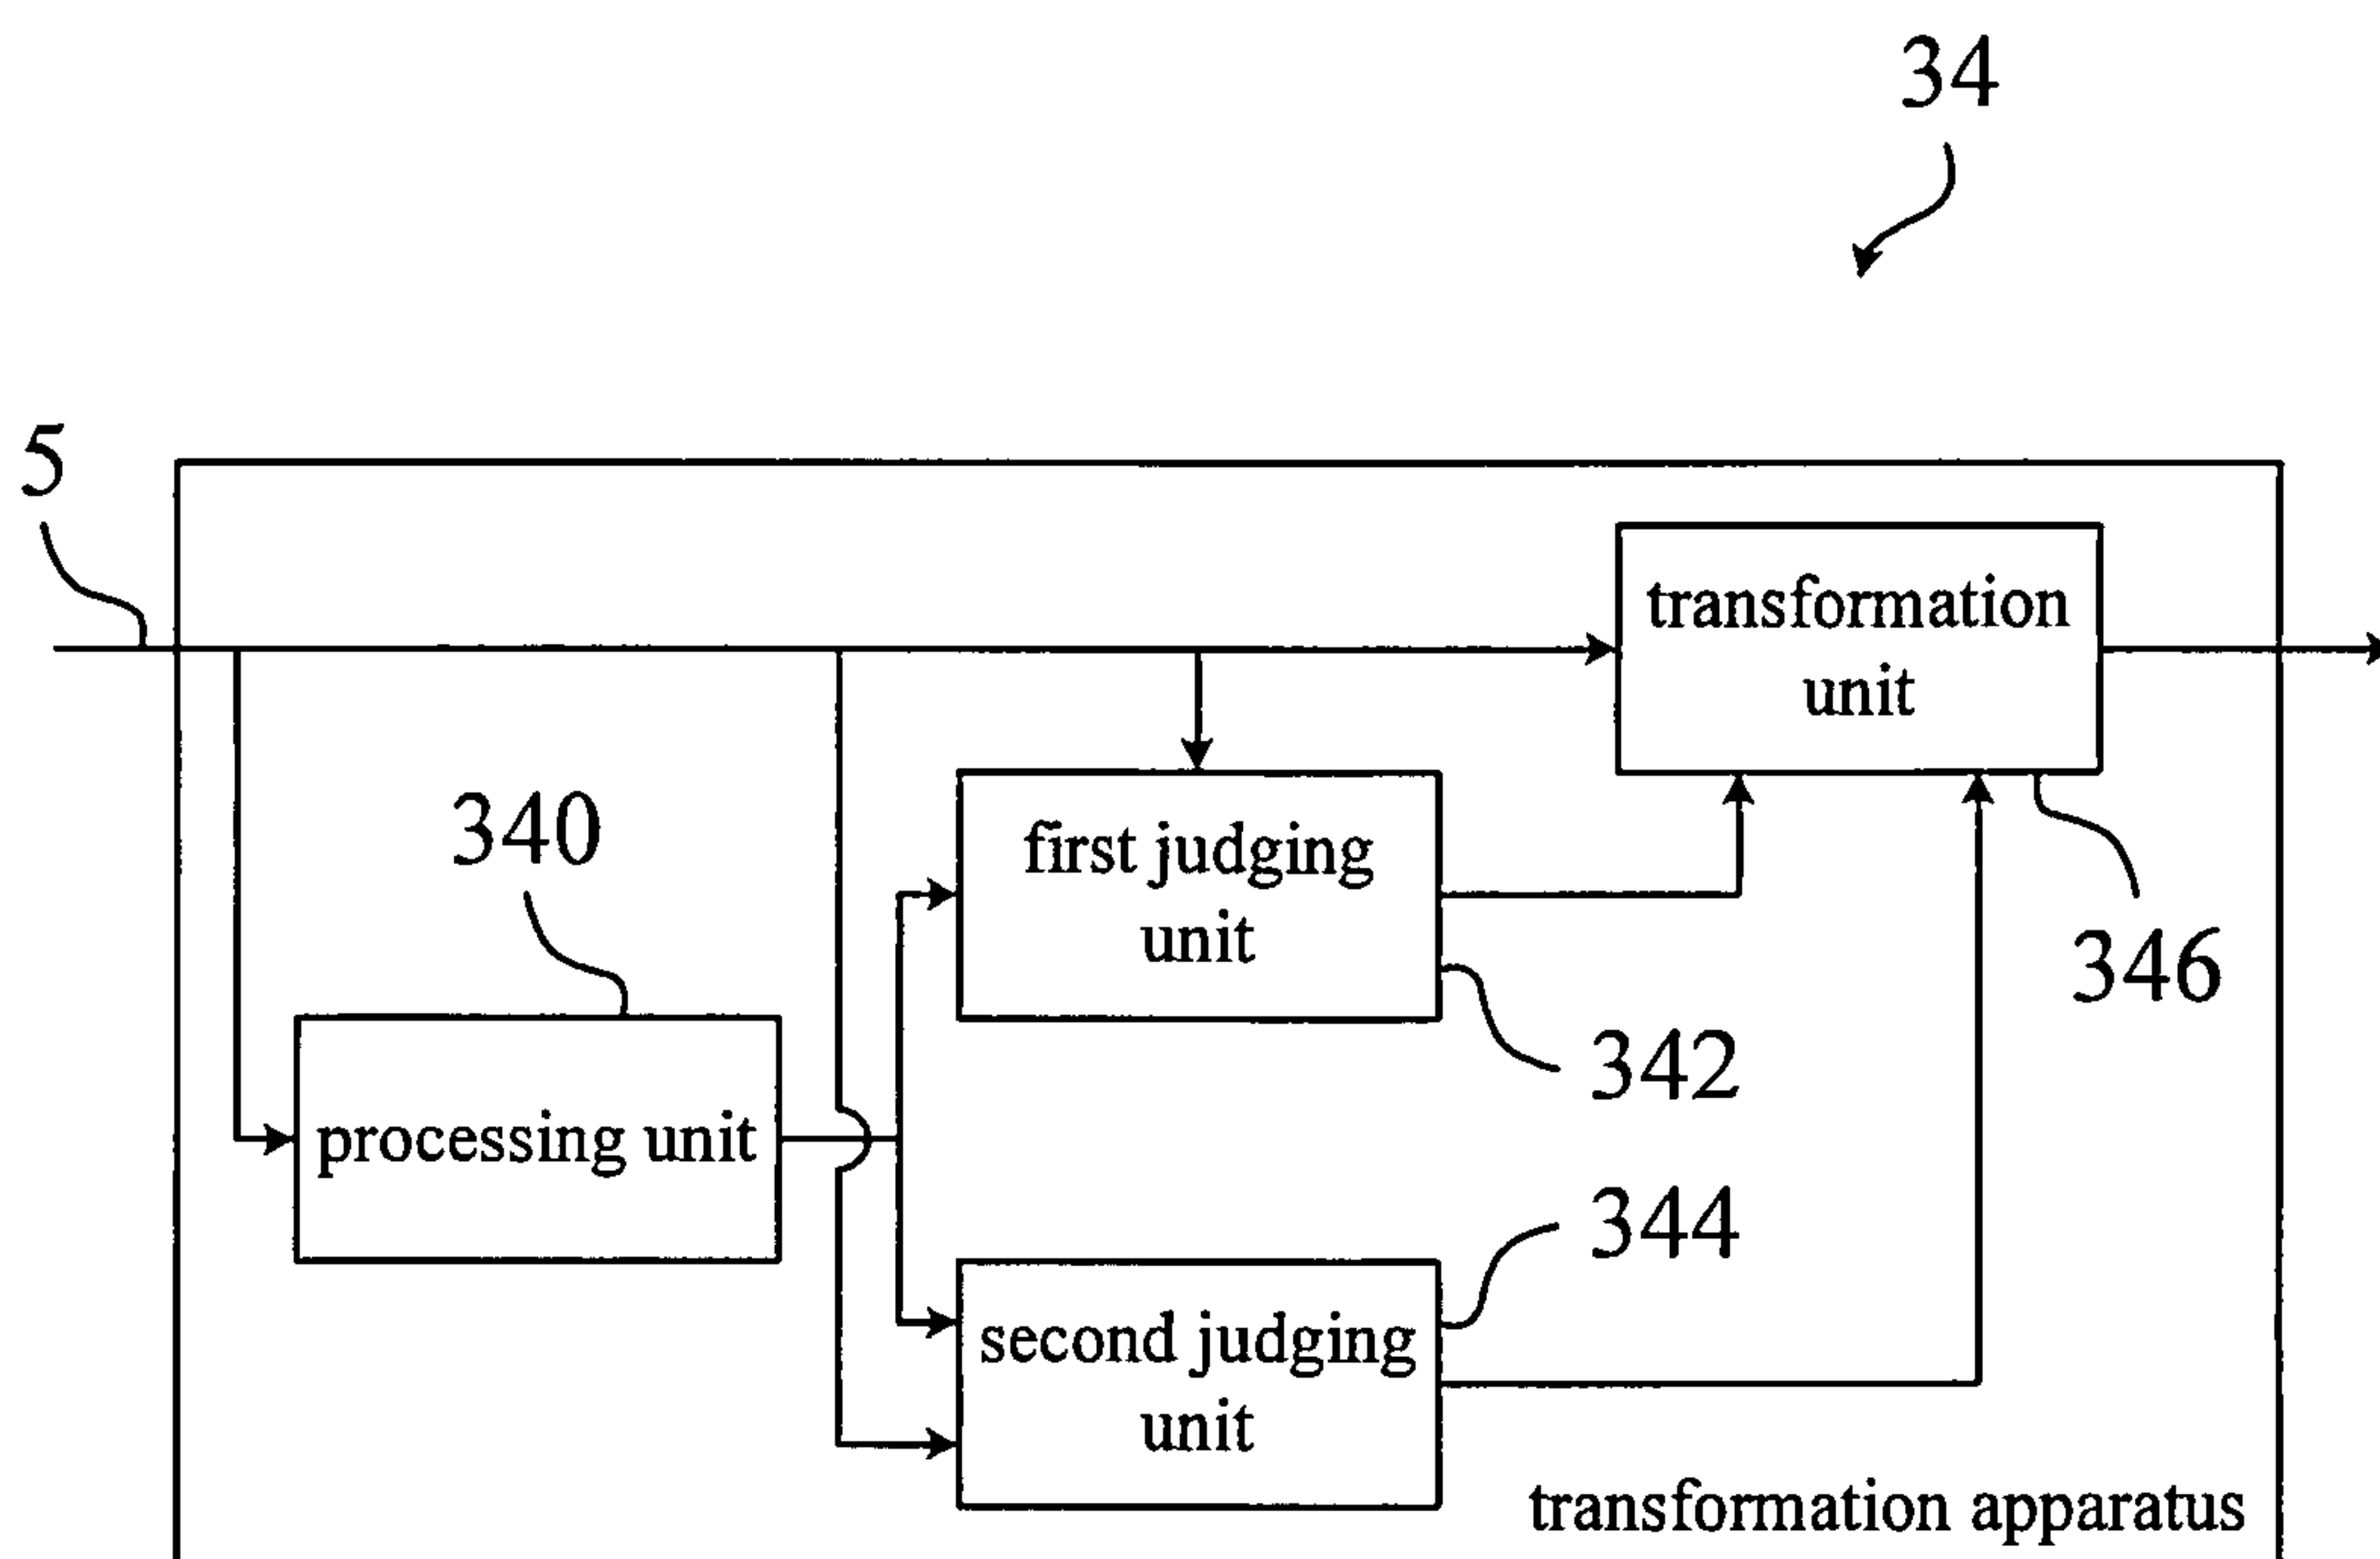 34
5
transformation
unit
340
first judging
unit
346
342
processing unit
344
second judging
unit
transformation apparatus